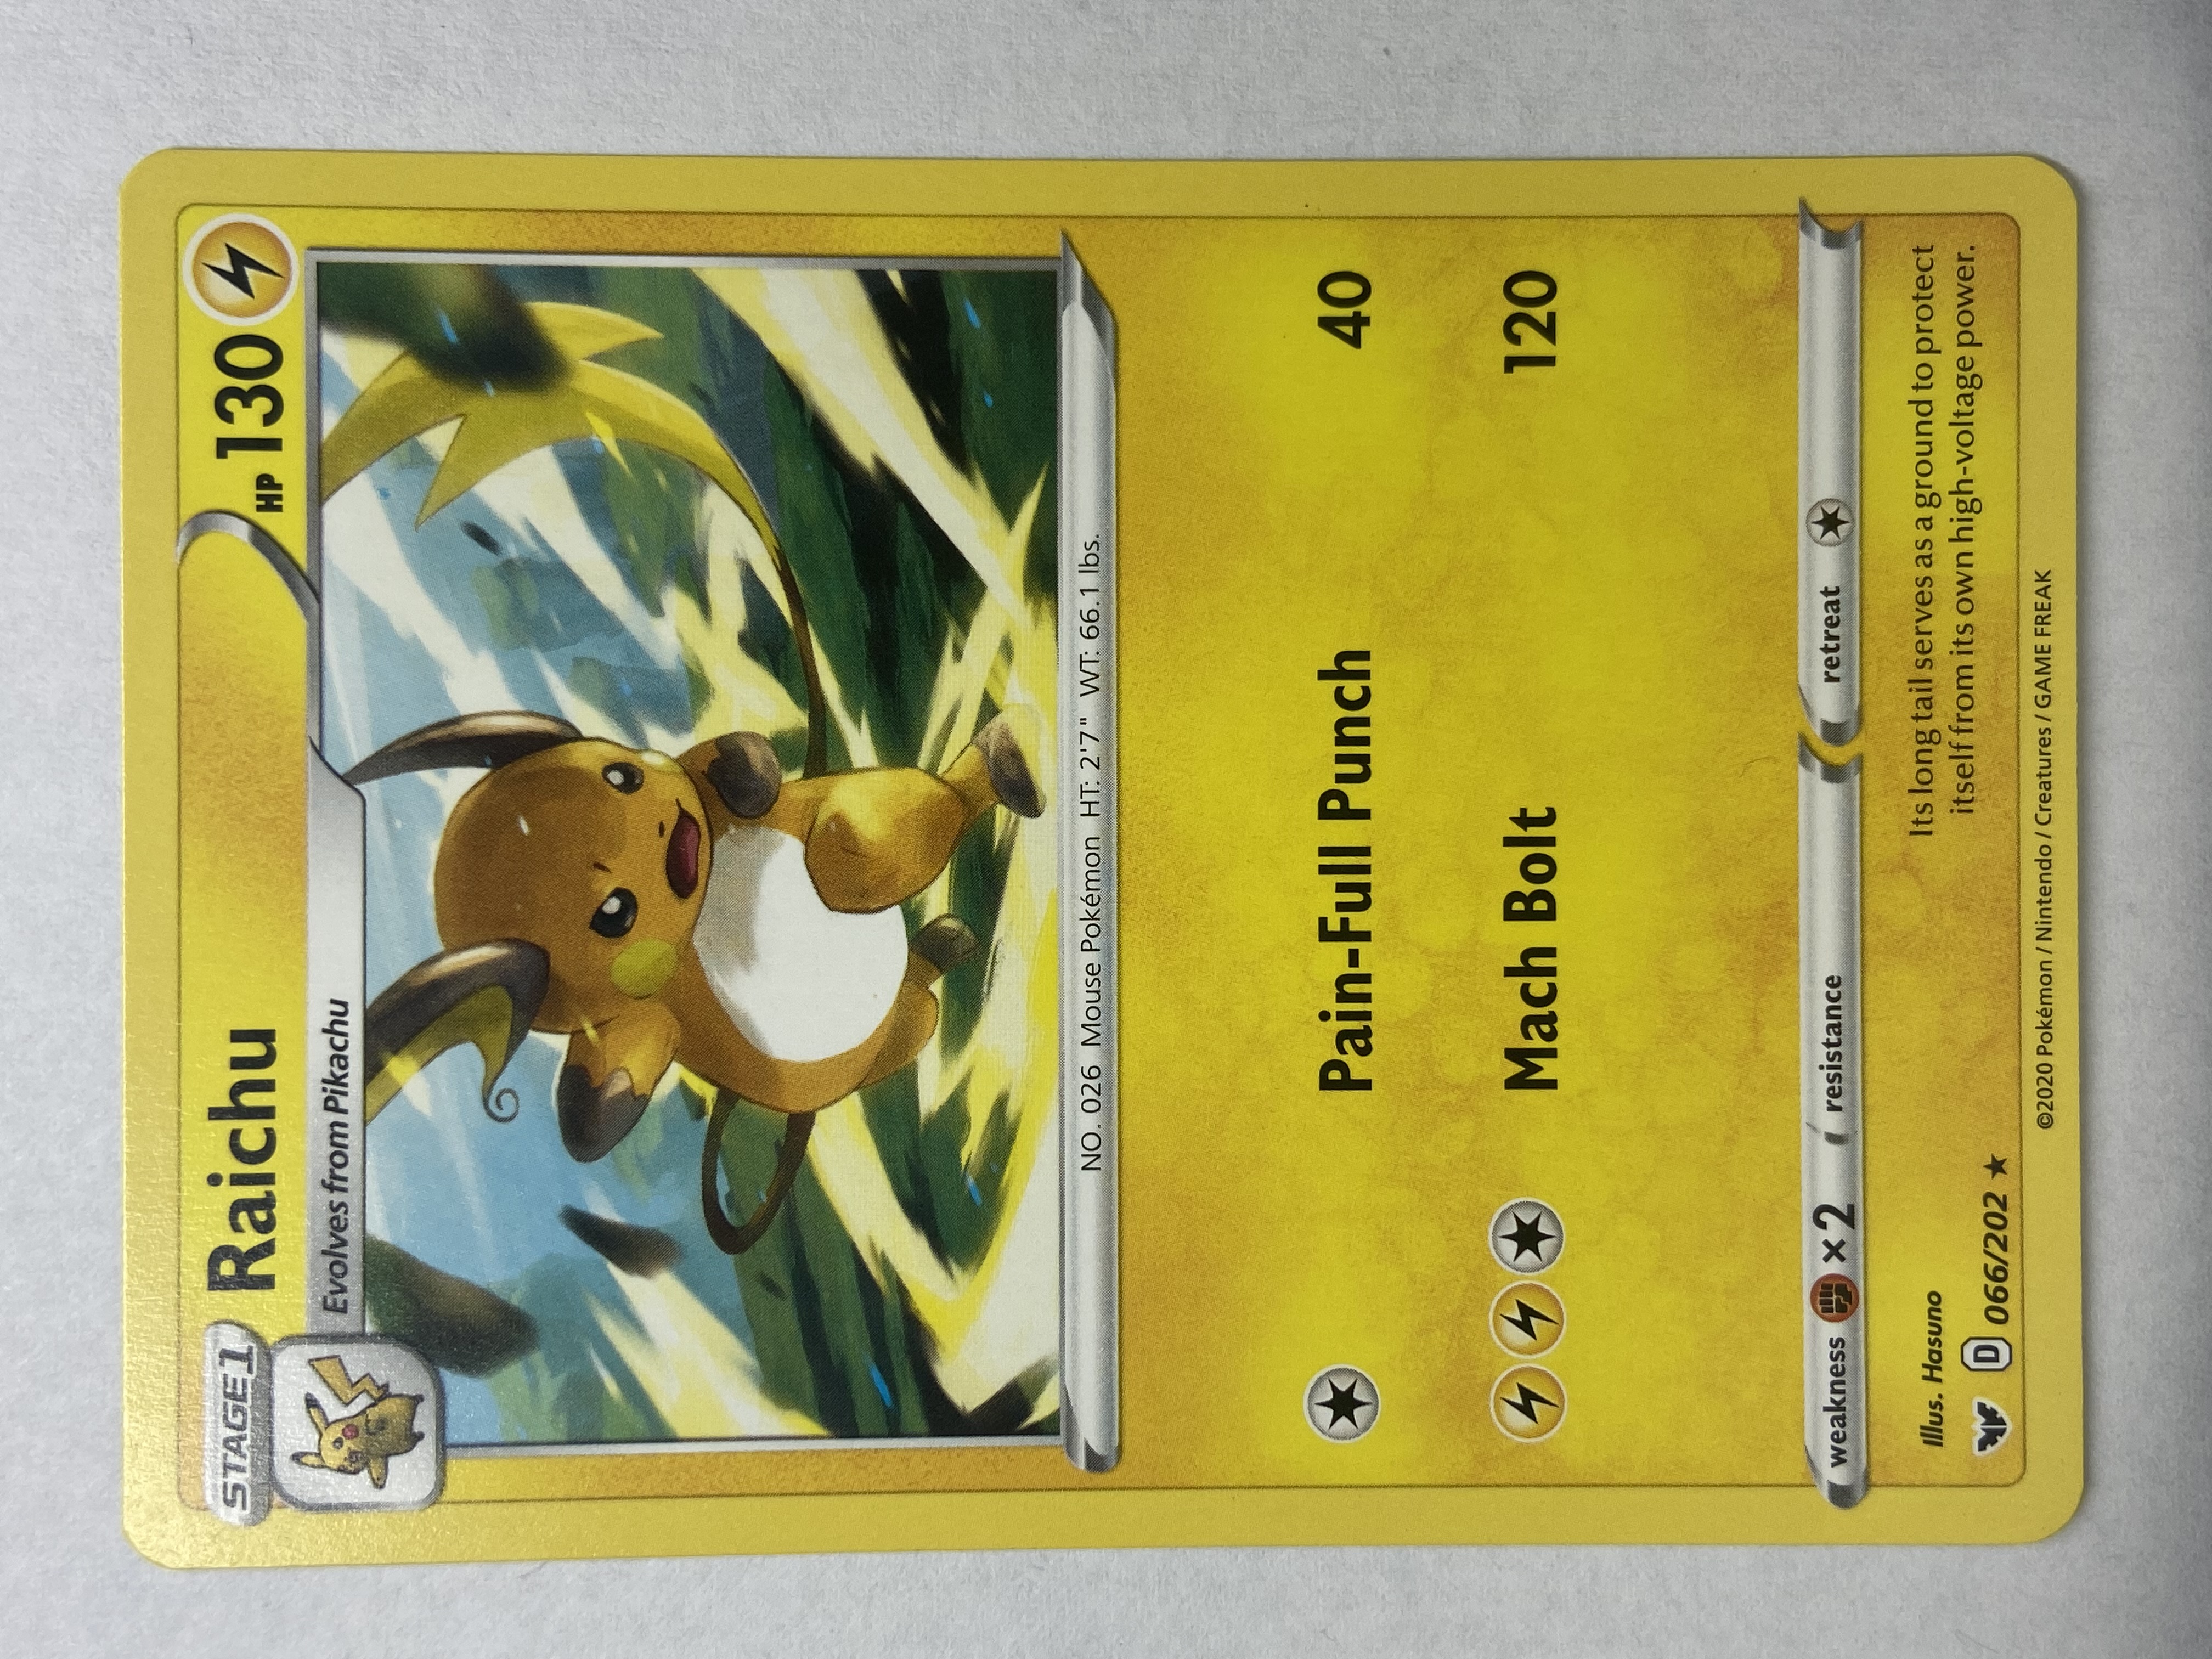 STAGE 1
Raichu
HP 130
Evolves from Pikachu
NO. 026 Mouse Pokémon HT: 2'7" WT: 66.1 lbs.
Pain-Full Punch 40
Mach Bolt 120
weakness ×2 resistance retreat
Illus. Hasuno
Its long tail serves as a ground to protect
itself from its own high-voltage power.
D 066/202 ★
©2020 Pokémon / Nintendo / Creatures / GAME FREAK